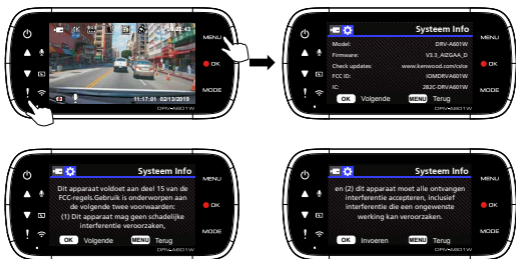 4K
MENU
OK
MODE
11:17:01 02/13/2019
DRV-A601W
Systeem Info
Model: DRV-A601W
Firmware: V3.3_AIZGAA_D
Check updates: www.kenwood.com/cs/ce
FCC ID: IOMDRV-A601W
IC: 282C-DRVA601W
OK Volgende MENU Terug
MENU
OK
MODE
DRV-A601W
Systeem Info
Dit apparaat voldoet aan deel 15 van de
FCC-regels.Gebruik is onderworpen aan
de volgende twee voorwaarden:
(1) Dit apparaat mag geen schadelijke
interferentie veroorzaken,
OK Volgende MENU Terug
MENU
OK
MODE
DRV-A601W
Systeem Info
en (2) dit apparaat moet alle ontvangen
interferentie accepteren, inclusief
interferentie die een ongewenste
werking kan veroorzaken.
OK Invoeren MENU Terug
MENU
OK
MODE
DRV-A601W